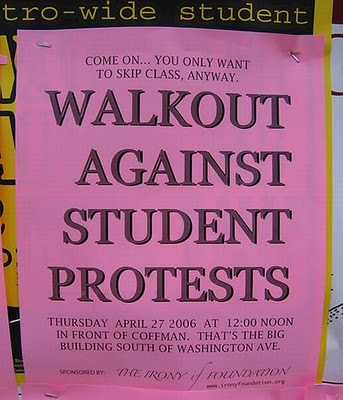 tro-wide student
COME ON... YOU ONLY WANT
TO SKIP CLASS, ANYWAY.
WALKOUT
AGAINST
STUDENT
PROTESTS
THURSDAY APRIL 27 2006 AT 12:00 NOON
IN FRONT OF COFFMAN. THAT'S THE BIG
BUILDING SOUTH OF WASHINGTON AVE.
SPONSORED BY: THE IRONY of FOUNDATION
www.ironyfoundation.org